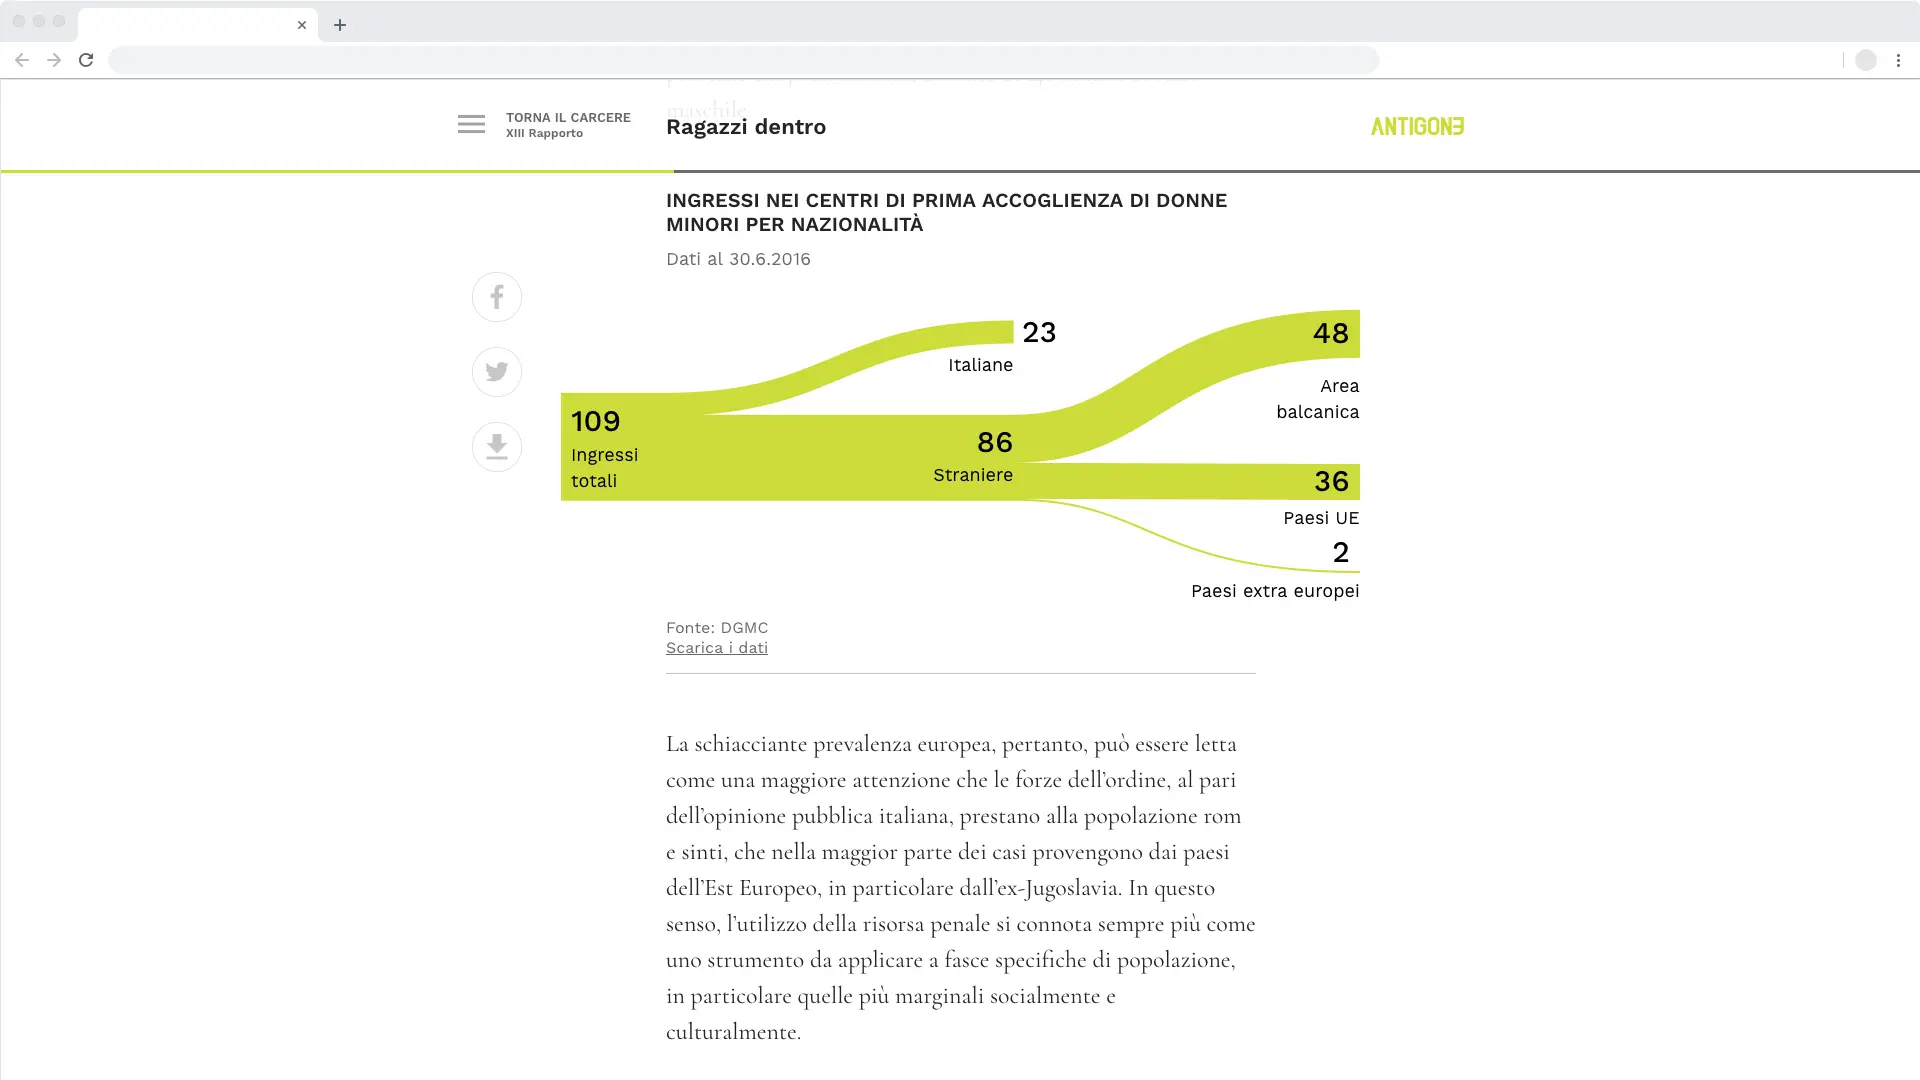 maschile.
TORNA IL CARCERE
XIII Rapporto
Ragazzi dentro
ANTIGONE
INGRESSI NEI CENTRI DI PRIMA ACCOGLIENZA DI DONNE
MINORI PER NAZIONALITÀ
Dati al 30.6.2016
23
Italiane
48
Area
balcanica
109
Ingressi
totali
86
Straniere
36
Paesi UE
2
Paesi extra europei
Fonte: DGMC
Scarica i dati
La schiacciante prevalenza europea, pertanto, può essere letta
come una maggiore attenzione che le forze dell’ordine, al pari
dell’opinione pubblica italiana, prestano alla popolazione rom
e sinti, che nella maggior parte dei casi provengono dai paesi
dell’Est Europeo, in particolare dall’ex-Jugoslavia. In questo
senso, l’utilizzo della risorsa penale si connota sempre più come
uno strumento da applicare a fasce specifiche di popolazione,
in particolare quelle più marginali socialmente e
culturalmente.